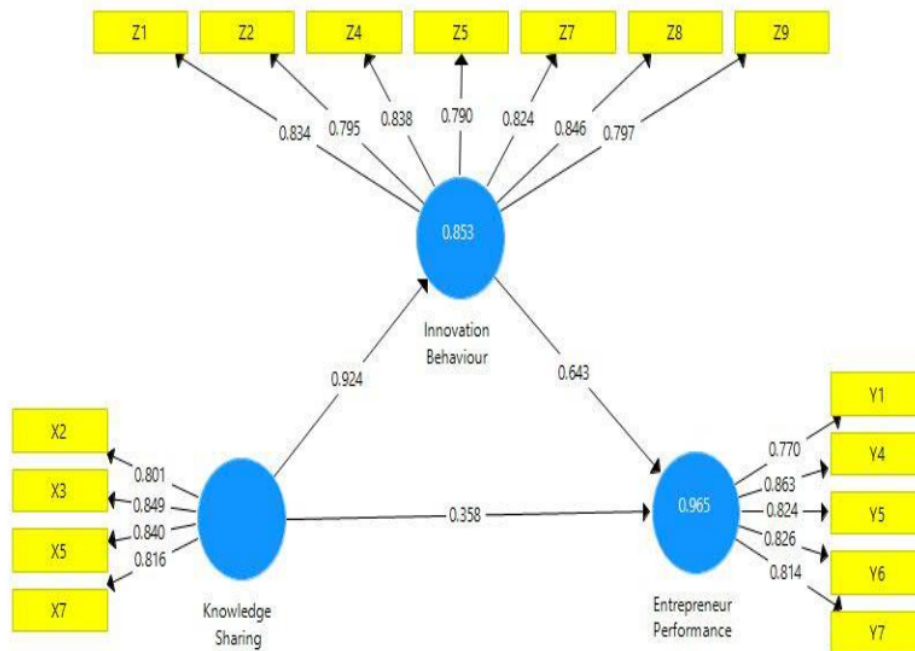 Z1 Z2 Z4 Z5 Z7 Z8 Z9
0.834 0.795 0.838 0.790 0.824 0.846 0.797
0.853
Innovation
Behaviour
0.924 0.643
X2
X3
X5
X7
0.801
0.849
0.840
0.816
Knowledge
Sharing
0.358
0.965
Entrepreneur
Performance
0.770
0.863
0.824
0.826
0.814
Y1
Y4
Y5
Y6
Y7